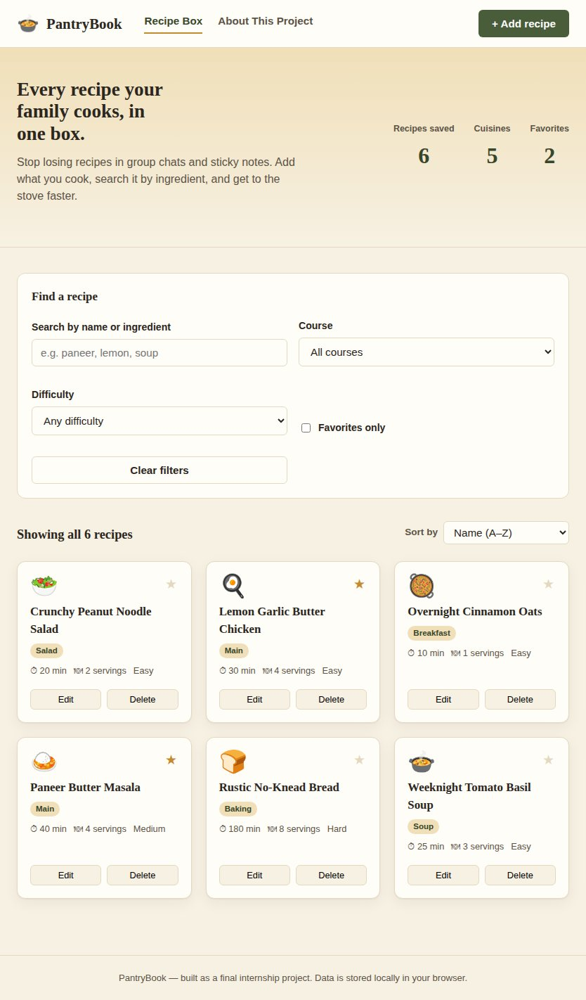 PantryBook
Recipe Box
About This Project
+ Add recipe
Every recipe your
family cooks, in
one box.
Stop losing recipes in group chats and sticky notes. Add
what you cook, search it by ingredient, and get to the
stove faster.
Recipes saved
6
Cuisines
5
Favorites
2
Find a recipe
Search by name or ingredient
e.g. paneer, lemon, soup
Course
All courses
Difficulty
Any difficulty
Favorites only
Clear filters
Showing all 6 recipes
Sort by
Name (A–Z)
Crunchy Peanut Noodle
Salad
Salad
20 min 2 servings Easy
Edit
Delete
Lemon Garlic Butter
Chicken
Main
30 min 4 servings Easy
Edit
Delete
Overnight Cinnamon Oats
Breakfast
10 min 1 servings Easy
Edit
Delete
Paneer Butter Masala
Main
40 min 4 servings Medium
Edit
Delete
Rustic No-Knead Bread
Baking
180 min 8 servings Hard
Edit
Delete
Weeknight Tomato Basil
Soup
Soup
25 min 3 servings Easy
Edit
Delete
PantryBook — built as a final internship project. Data is stored locally in your browser.